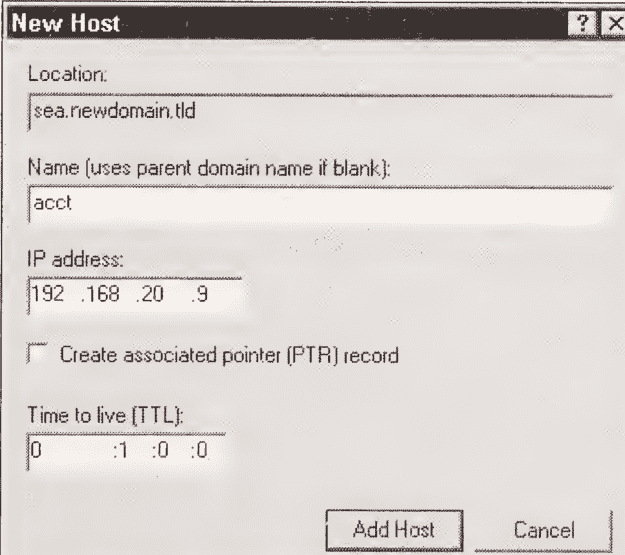 New Host
Location:
sea.newdomain.tld
Name (uses parent domain name if blank):
acct
IP address:
192 .168 .20 .9
Create associated pointer (PTR) record
Time to live (TTL):
0 :1 :0 :0
Add Host
Cancel